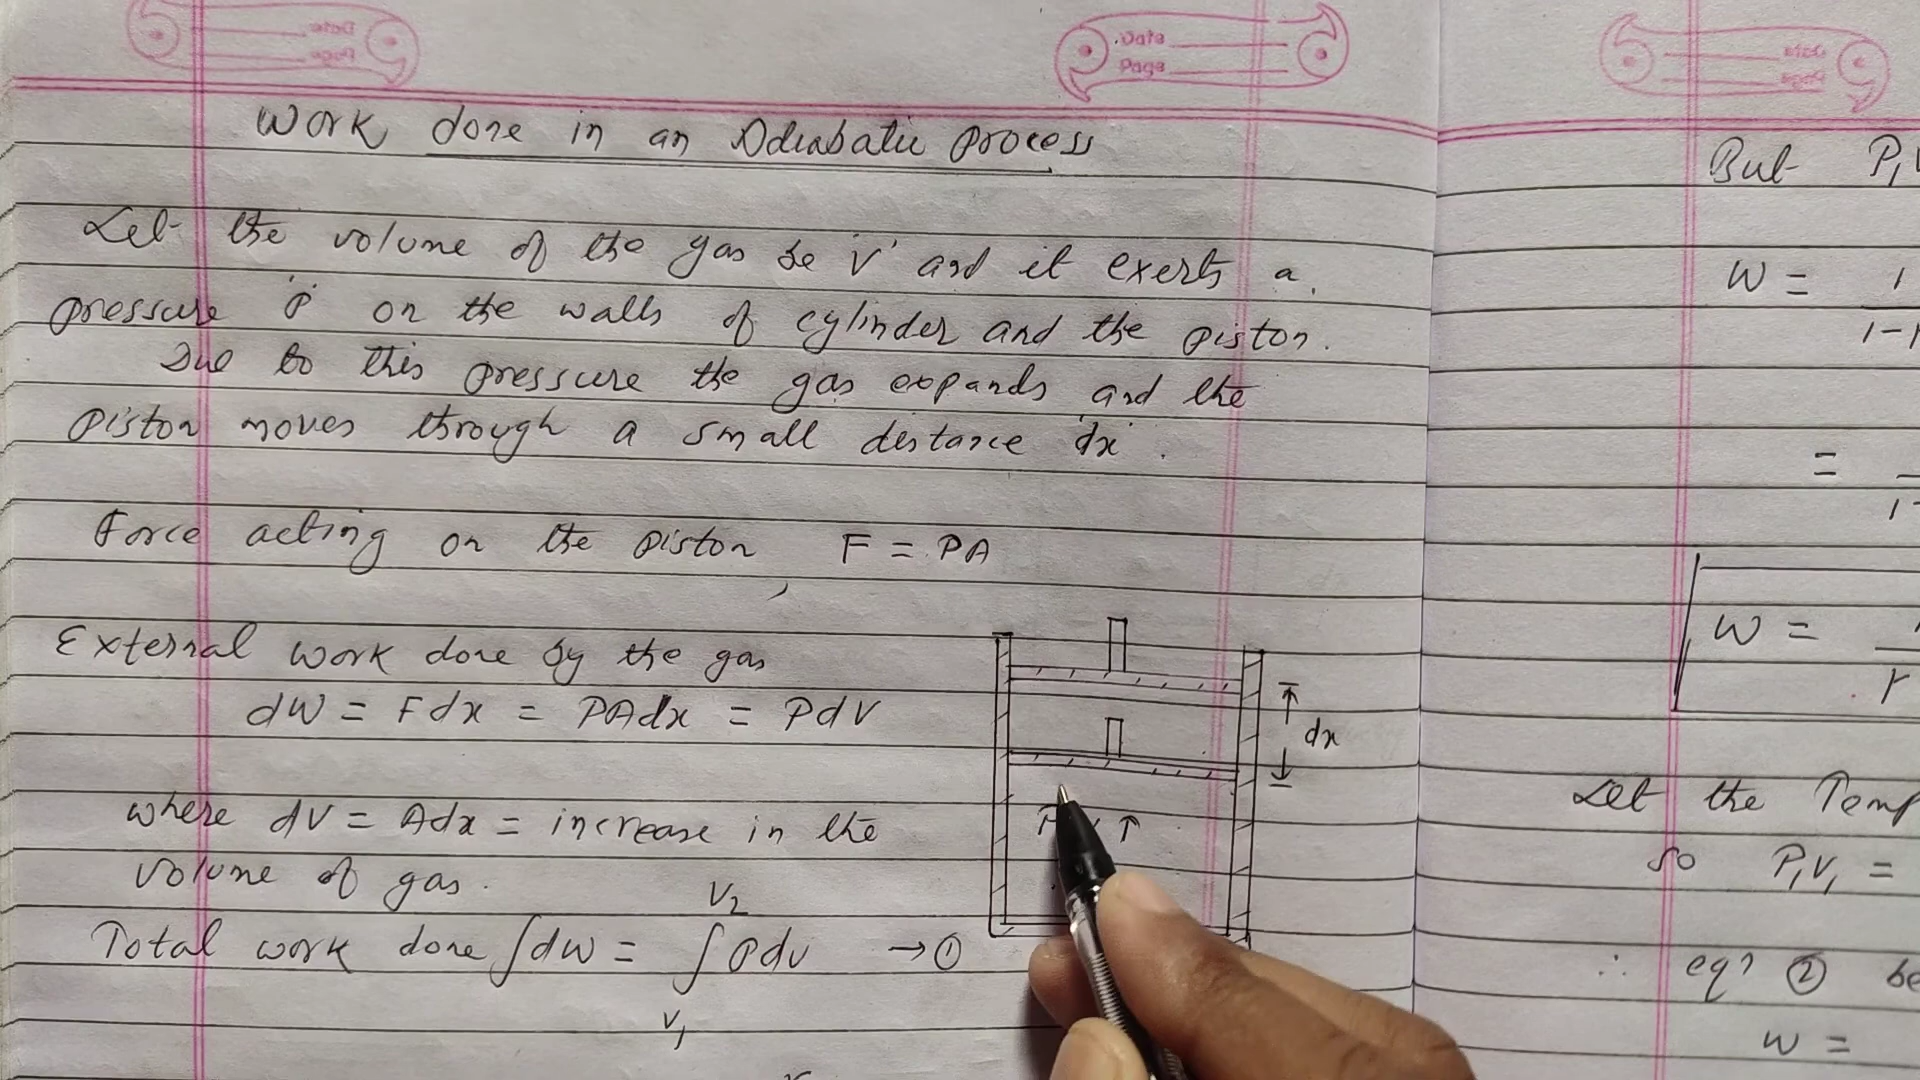 Date
Page
Work done in an Adiabatic process
Let the volume of the gas be 'V' and it exerts a
pressure 'P' on the walls of cylinder and the piston.
Due to this pressure the gas expands and the
piston moves through a small distance 'dx'.
Force acting on the piston F = PA
External work done by the gas
dW = Fdx = PAdx = PdV
where dV = Adx = increase in the
volume of gas.
Total work done ∫dW = ∫ PdV → ①
V2
V1
dx
↑
But P₁V
W = 1
1-r
=
W =
r
Let the Temp
so P₁V₁ =
∴ eqn ② be
W =